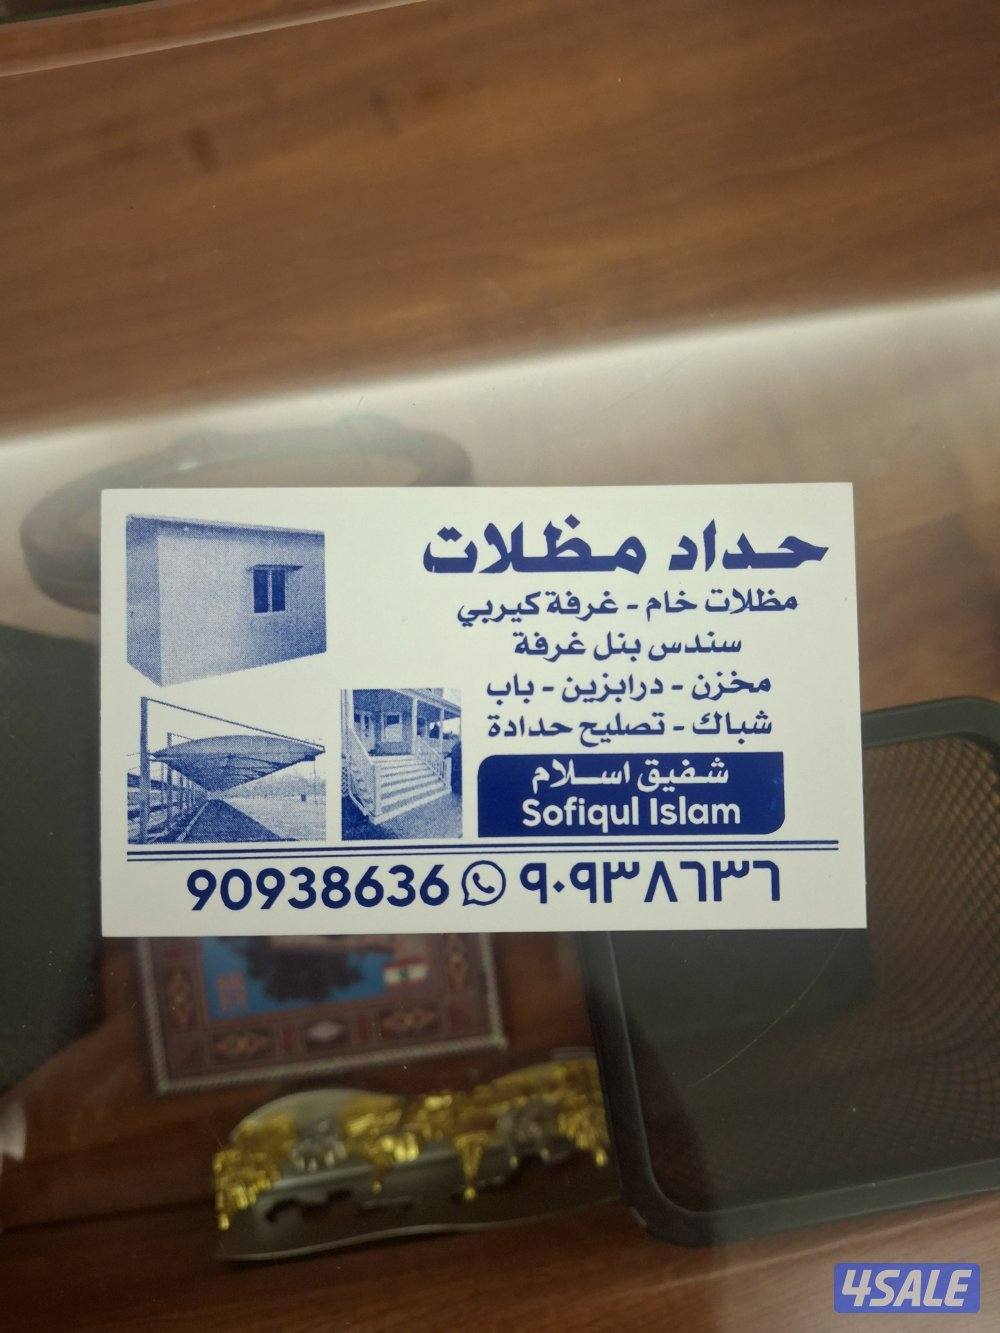 حداد مظلات
مظلات خام - غرفة كيربي
سندس بنل غرفة
مخزن - درابزين - باب
شباك - تصليح حدادة
شفيق اسلام
Sofiqul Islam
90938636 ٩٠٩٣٨٦٣٦
4SALE